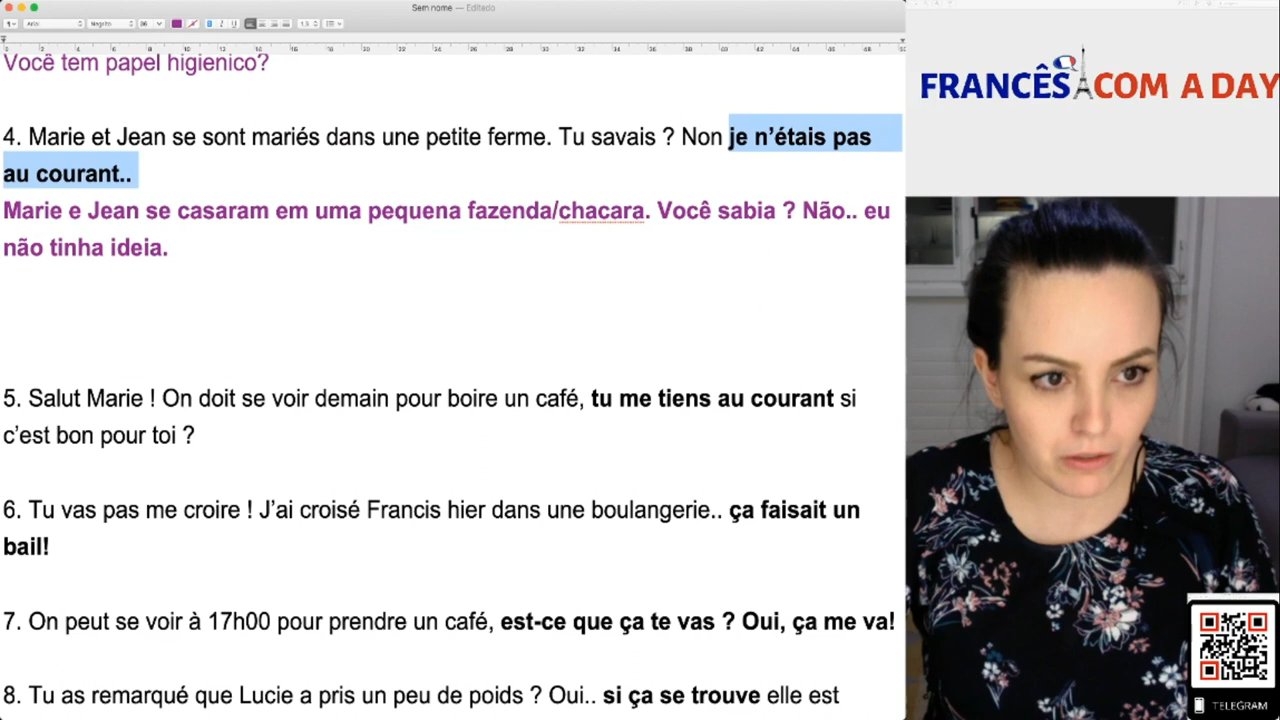 Sem nome — Editado
Você tem papel higienico?
4. Marie et Jean se sont mariés dans une petite ferme. Tu savais ? Non je n’étais pas
au courant..
Marie e Jean se casaram em uma pequena fazenda/chacara. Você sabia ? Não.. eu
não tinha ideia.
5. Salut Marie ! On doit se voir demain pour boire un café, tu me tiens au courant si
c’est bon pour toi ?
6. Tu vas pas me croire ! J’ai croisé Francis hier dans une boulangerie.. ça faisait un
bail!
7. On peut se voir à 17h00 pour prendre un café, est-ce que ça te vas ? Oui, ça me va!
8. Tu as remarqué que Lucie a pris un peu de poids ? Oui.. si ça se trouve elle est
FRANCÊS COM A DAY
TELEGRAM